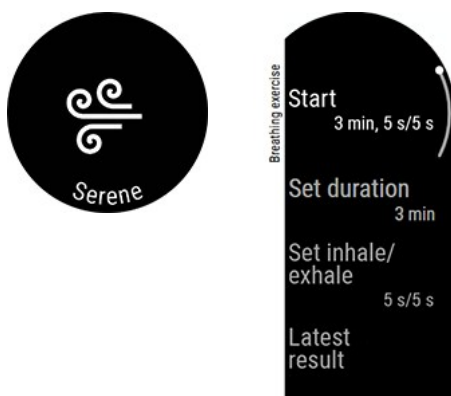 Serene
Breathing exercise
Start
3 min, 5 s/5 s
Set duration
3 min
Set inhale/
exhale
5 s/5 s
Latest
result